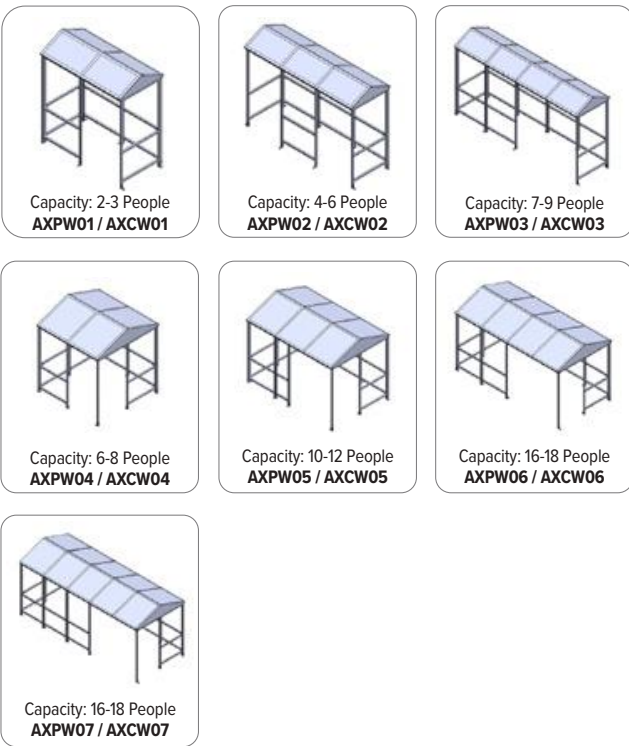 Capacity: 2-3 People
AXPW01 / AXCW01
Capacity: 4-6 People
AXPW02 / AXCW02
Capacity: 7-9 People
AXPW03 / AXCW03
Capacity: 6-8 People
AXPW04 / AXCW04
Capacity: 10-12 People
AXPW05 / AXCW05
Capacity: 16-18 People
AXPW06 / AXCW06
Capacity: 16-18 People
AXPW07 / AXCW07